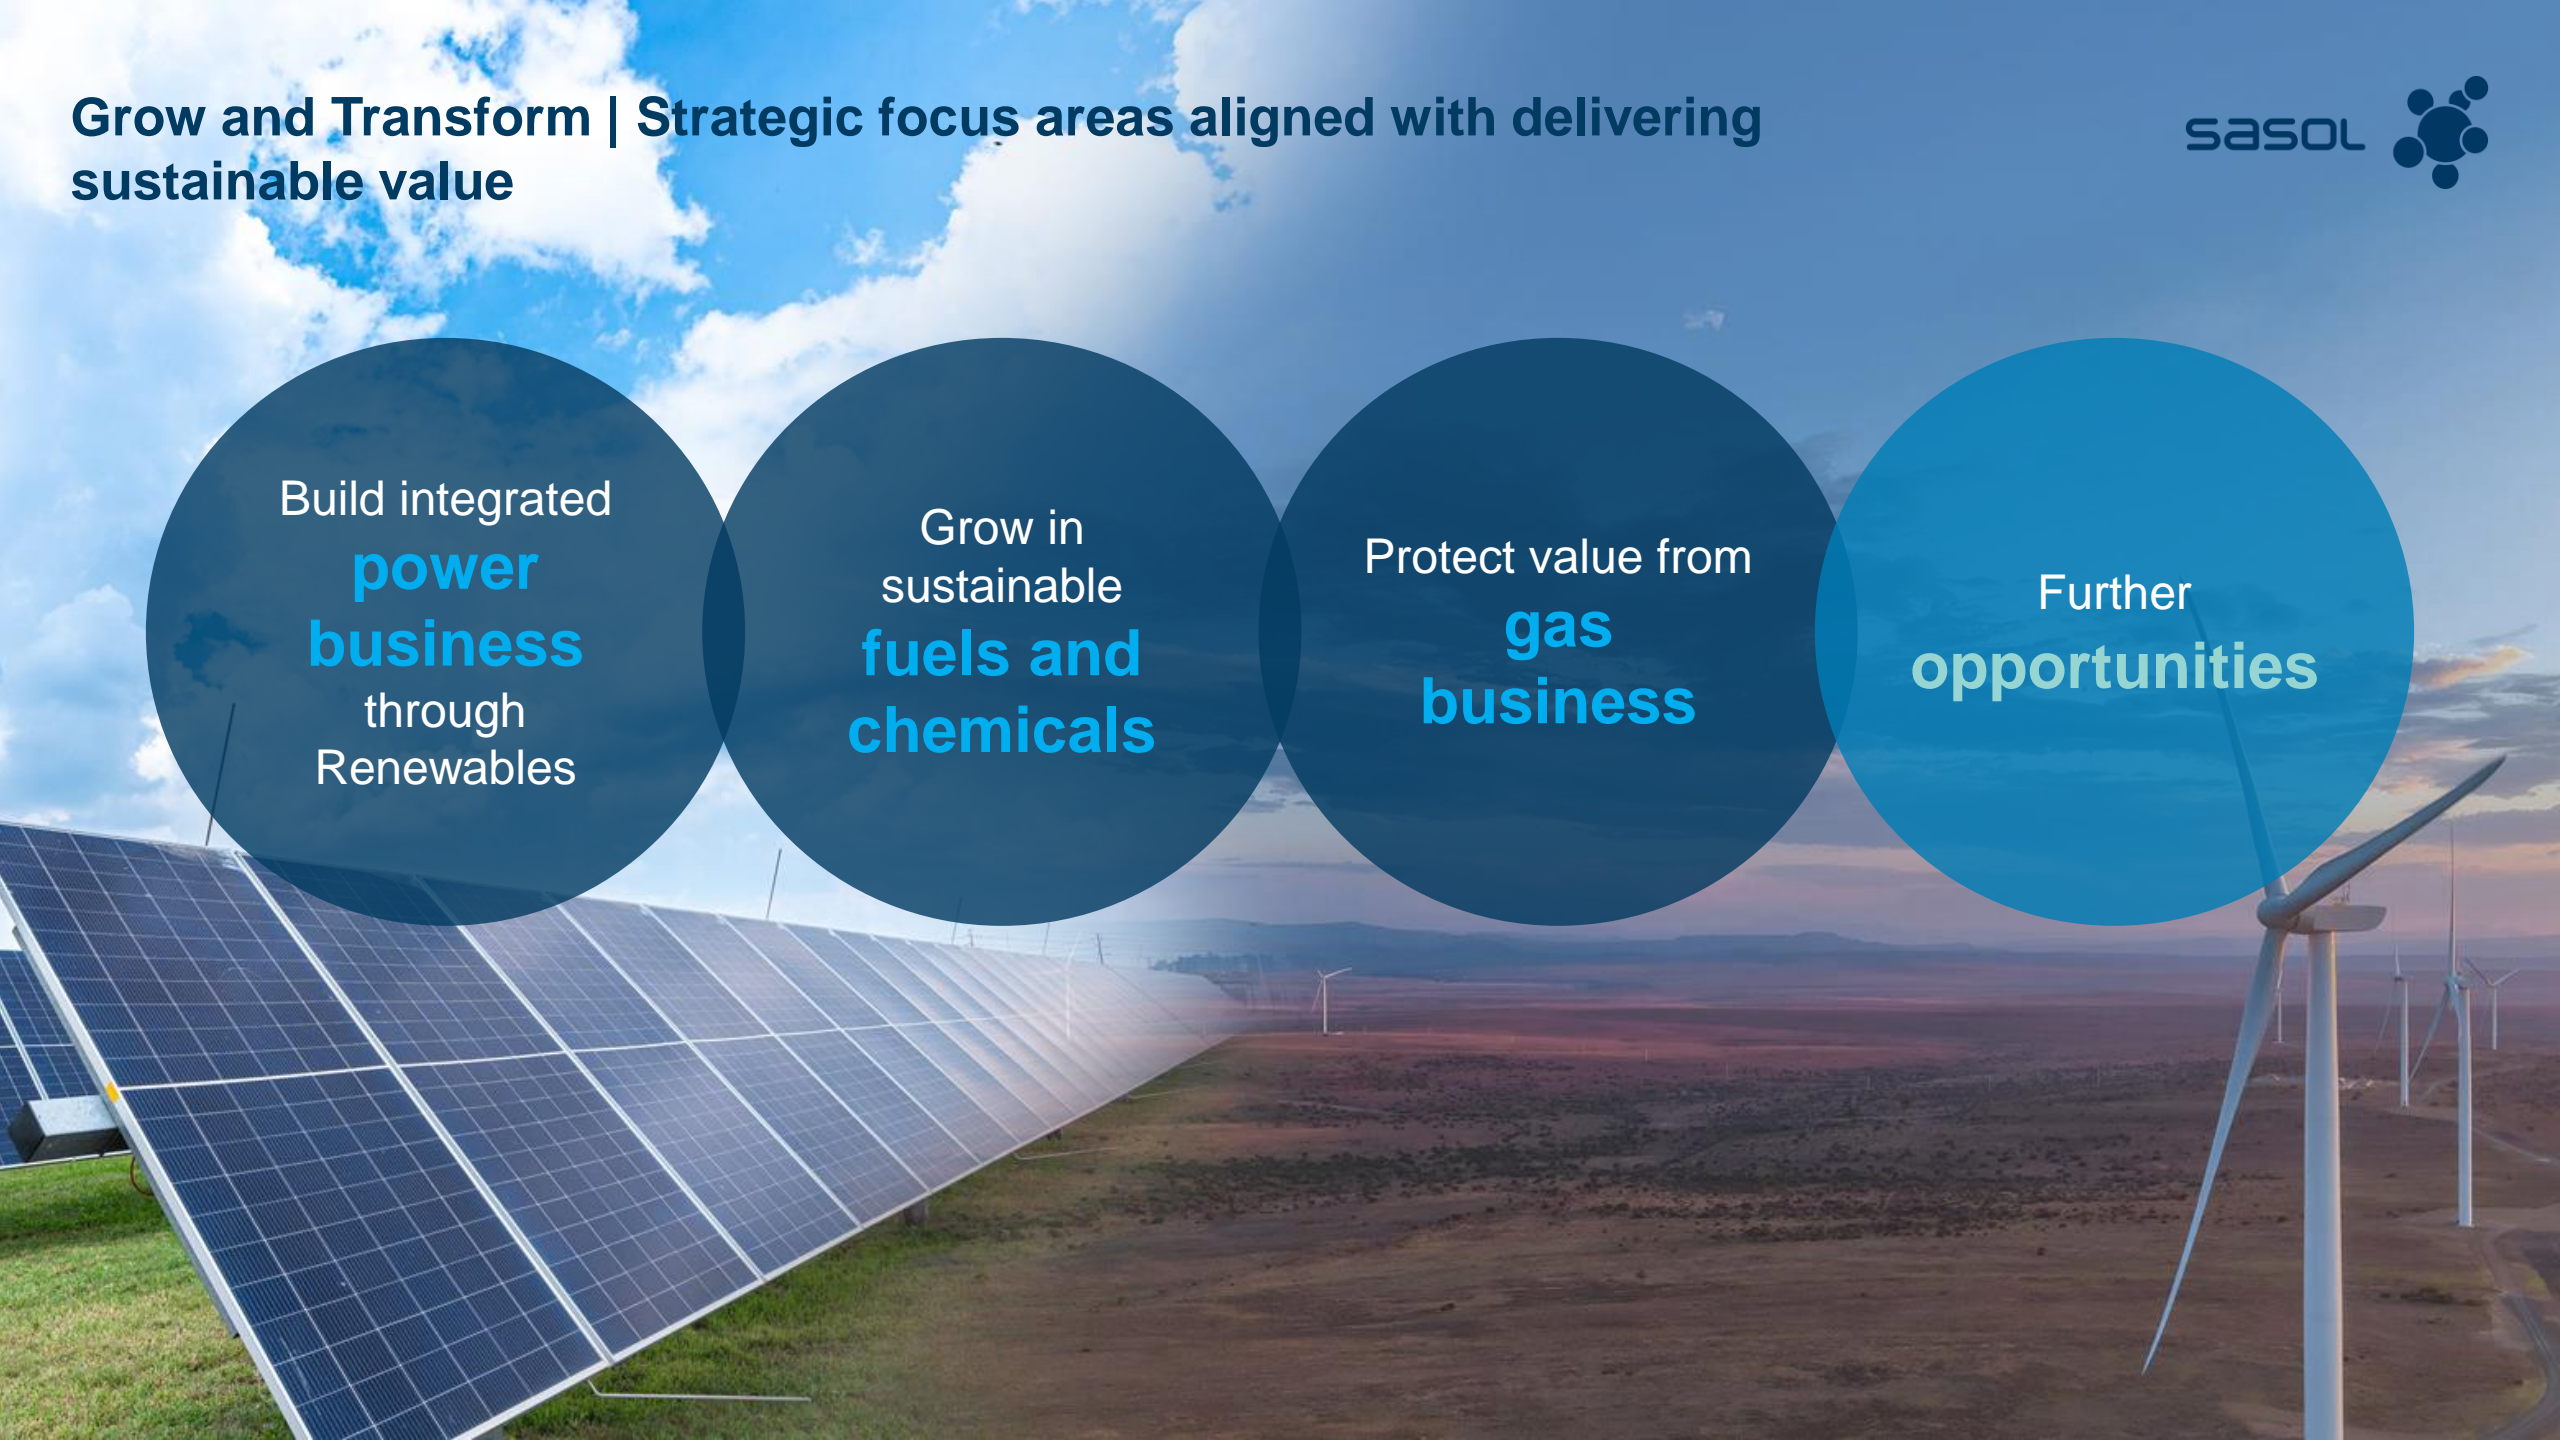 Grow and Transform | Strategic focus areas aligned with delivering
sustainable value
sasol
Build integrated
power
business
through
Renewables
Grow in
sustainable
fuels and
chemicals
Protect value from
gas
business
Further
opportunities